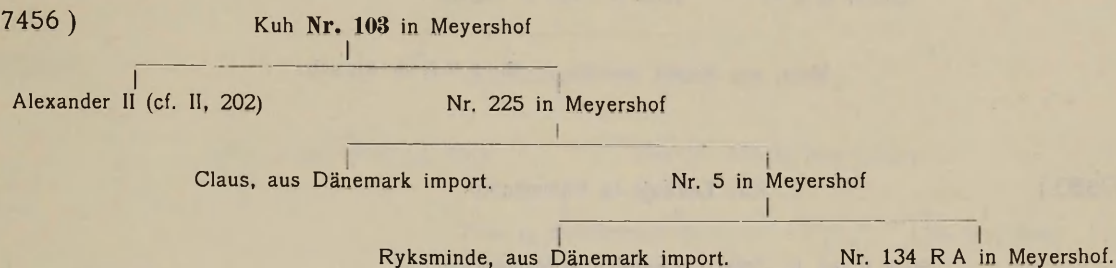 7456 ) Kuh Nr. 103 in Meyershof
Alexander II (cf. II, 202) Nr. 225 in Meyershof
Claus, aus Dänemark import. Nr. 5 in Meyershof
Ryksminde, aus Dänemark import. Nr. 134 R A in Meyershof.